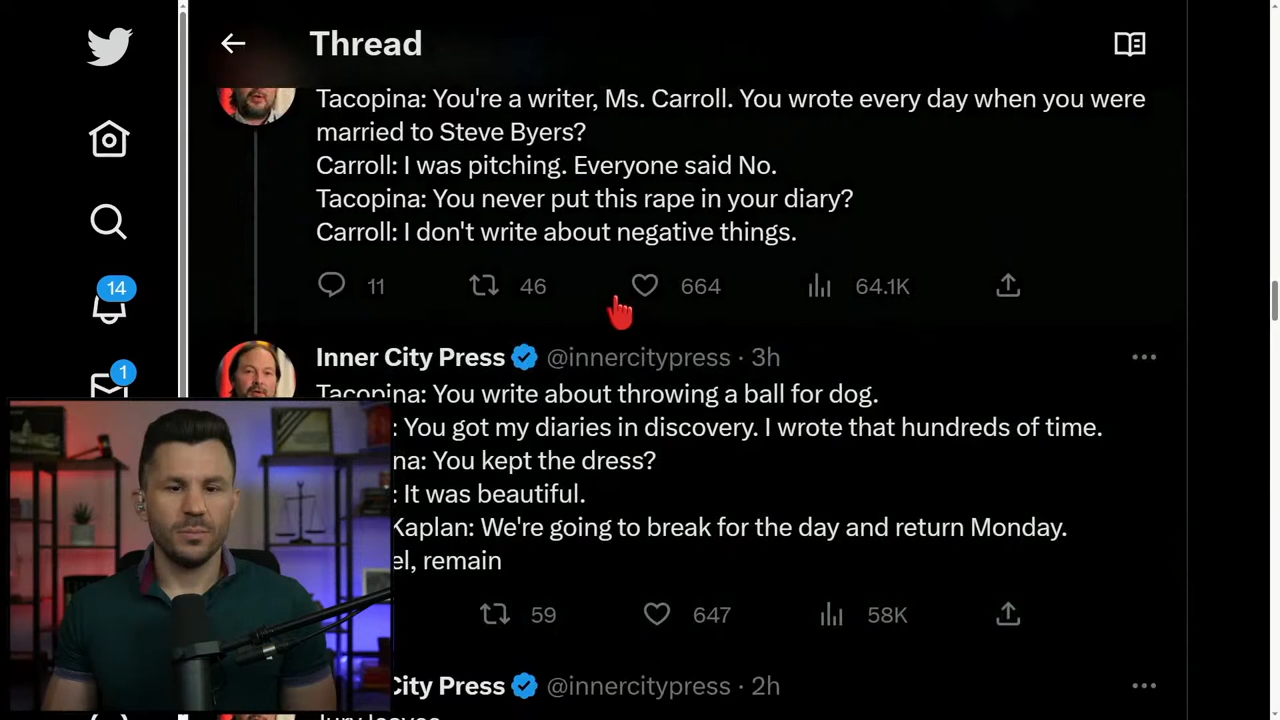 Thread
Tacopina: You're a writer, Ms. Carroll. You wrote every day when you were
married to Steve Byers?
Carroll: I was pitching. Everyone said No.
Tacopina: You never put this rape in your diary?
Carroll: I don't write about negative things.
11 46 664 64.1K
14
Inner City Press @innercitypress · 3h
1
Tacopina: You write about throwing a ball for dog.
: You got my diaries in discovery. I wrote that hundreds of time.
na: You kept the dress?
: It was beautiful.
Kaplan: We're going to break for the day and return Monday.
el, remain
59 647 58K
City Press @innercitypress · 2h
Jury leaves